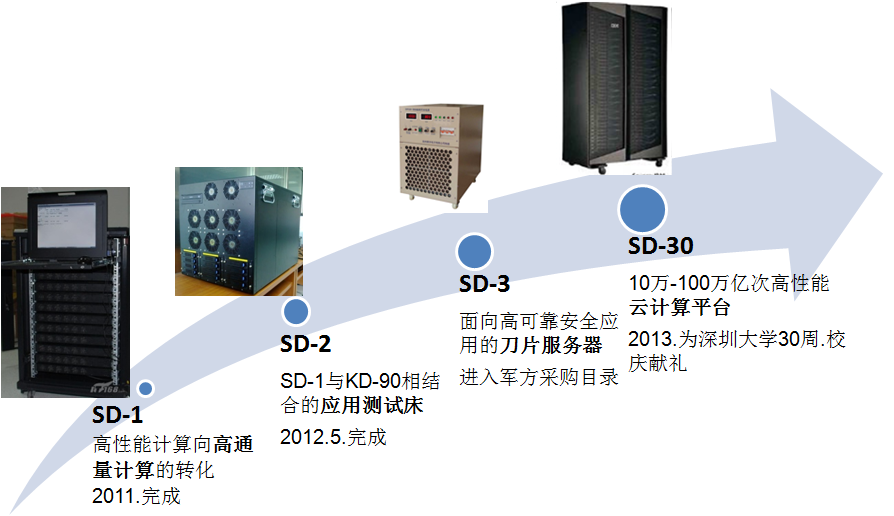 SD-1
高性能计算向高通
量计算的转化
2011.完成
SD-2
SD-1与KD-90相结
合的应用测试床
2012.5.完成
SD-3
面向高可靠安全应
用的刀片服务器
进入军方采购目录
SD-30
10万-100万亿次高性能
云计算平台
2013.为深圳大学30周.校
庆献礼